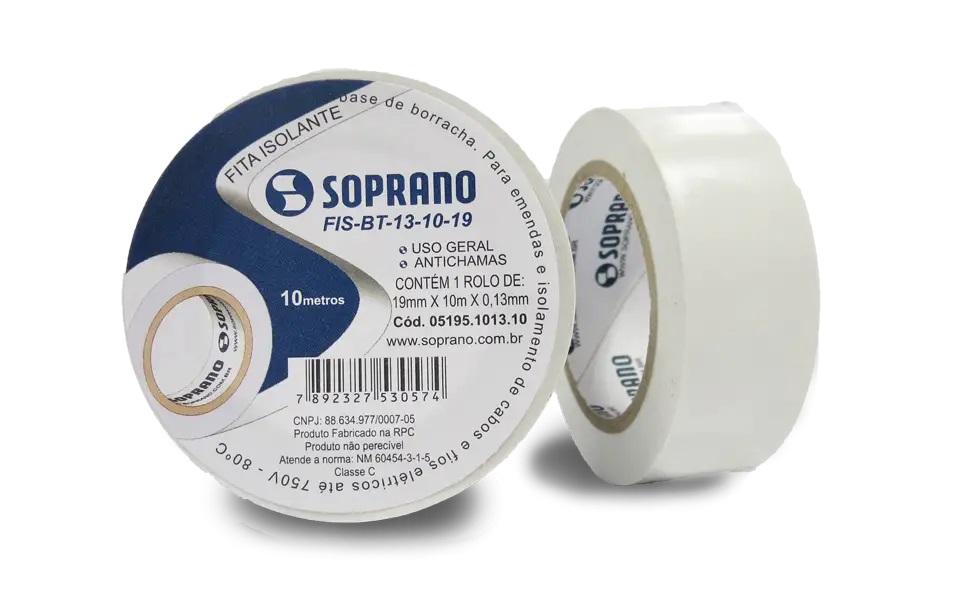 FITA ISOLANTE
base de borracha. Para emendas e isolamento de cabos e fios elétricos até 750V - 80°C
SOPRANO
FIS-BT-13-10-19
USO GERAL
ANTICHAMAS
CONTÉM 1 ROLO DE:
19mm X 10m X 0,13mm
Cód. 05195.1013.10
www.soprano.com.br
10metros
7 892327 530574
CNPJ: 88.634.977/0007-05
Produto Fabricado na RPC
Produto não perecível
Atende a norma: NM 60454-3-1-5
Classe C
SOPRANO
SOPRANO
SOPRANO
SOPRANO